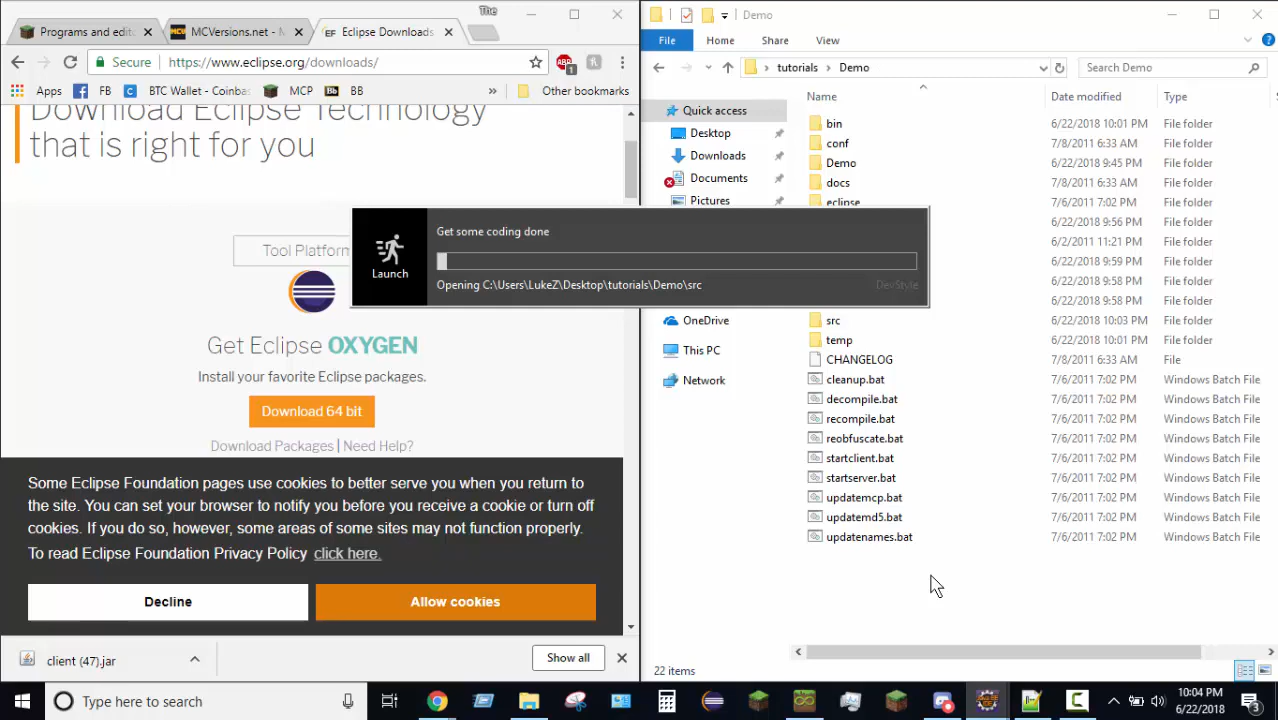 The
Programs and edit
MCVersions.net - M
Eclipse Downloads
Secure
https://www.eclipse.org/downloads/
ABP
1
Apps
FB
BTC Wallet - Coinbas
MCP
Bb
BB
»
Other bookmarks
Download Eclipse Technology
that is right for you
Tool Platform
Get Eclipse OXYGEN
Install your favorite Eclipse packages.
Download 64 bit
Download Packages | Need Help?
Some Eclipse Foundation pages use cookies to better serve you when you return to
the site. You can set your browser to notify you before you receive a cookie or turn off
cookies. If you do so, however, some areas of some sites may not function properly.
To read Eclipse Foundation Privacy Policy click here.
Decline
Allow cookies
client (47).jar
Show all
Demo
File
Home
Share
View
tutorials
Demo
Search Demo
Name
Date modified
Type
Quick access
Desktop
Downloads
Documents
Pictures
OneDrive
This PC
Network
bin 6/22/2018 10:01 PM File folder
conf 7/8/2011 6:33 AM File folder
Demo 6/22/2018 9:45 PM File folder
docs 7/8/2011 6:33 AM File folder
eclipse 7/6/2011 7:02 PM File folder
6/22/2018 9:56 PM File folder
6/2/2011 11:21 PM File folder
6/22/2018 9:59 PM File folder
6/22/2018 9:58 PM File folder
6/22/2018 9:58 PM File folder
src 6/22/2018 10:03 PM File folder
temp 6/22/2018 10:01 PM File folder
CHANGELOG 7/8/2011 6:33 AM File
cleanup.bat 7/6/2011 7:02 PM Windows Batch File
decompile.bat 7/6/2011 7:02 PM Windows Batch File
recompile.bat 7/6/2011 7:02 PM Windows Batch File
reobfuscate.bat 7/6/2011 7:02 PM Windows Batch File
startclient.bat 7/6/2011 7:02 PM Windows Batch File
startserver.bat 7/6/2011 7:02 PM Windows Batch File
updatemcp.bat 7/6/2011 7:02 PM Windows Batch File
updatemd5.bat 7/6/2011 7:02 PM Windows Batch File
updatenames.bat 7/6/2011 7:02 PM Windows Batch File
22 items
Launch
Get some coding done
Opening C:\Users\LukeZ\Desktop\tutorials\Demo\src
DevStyle
Type here to search
10:04 PM
6/22/2018
3